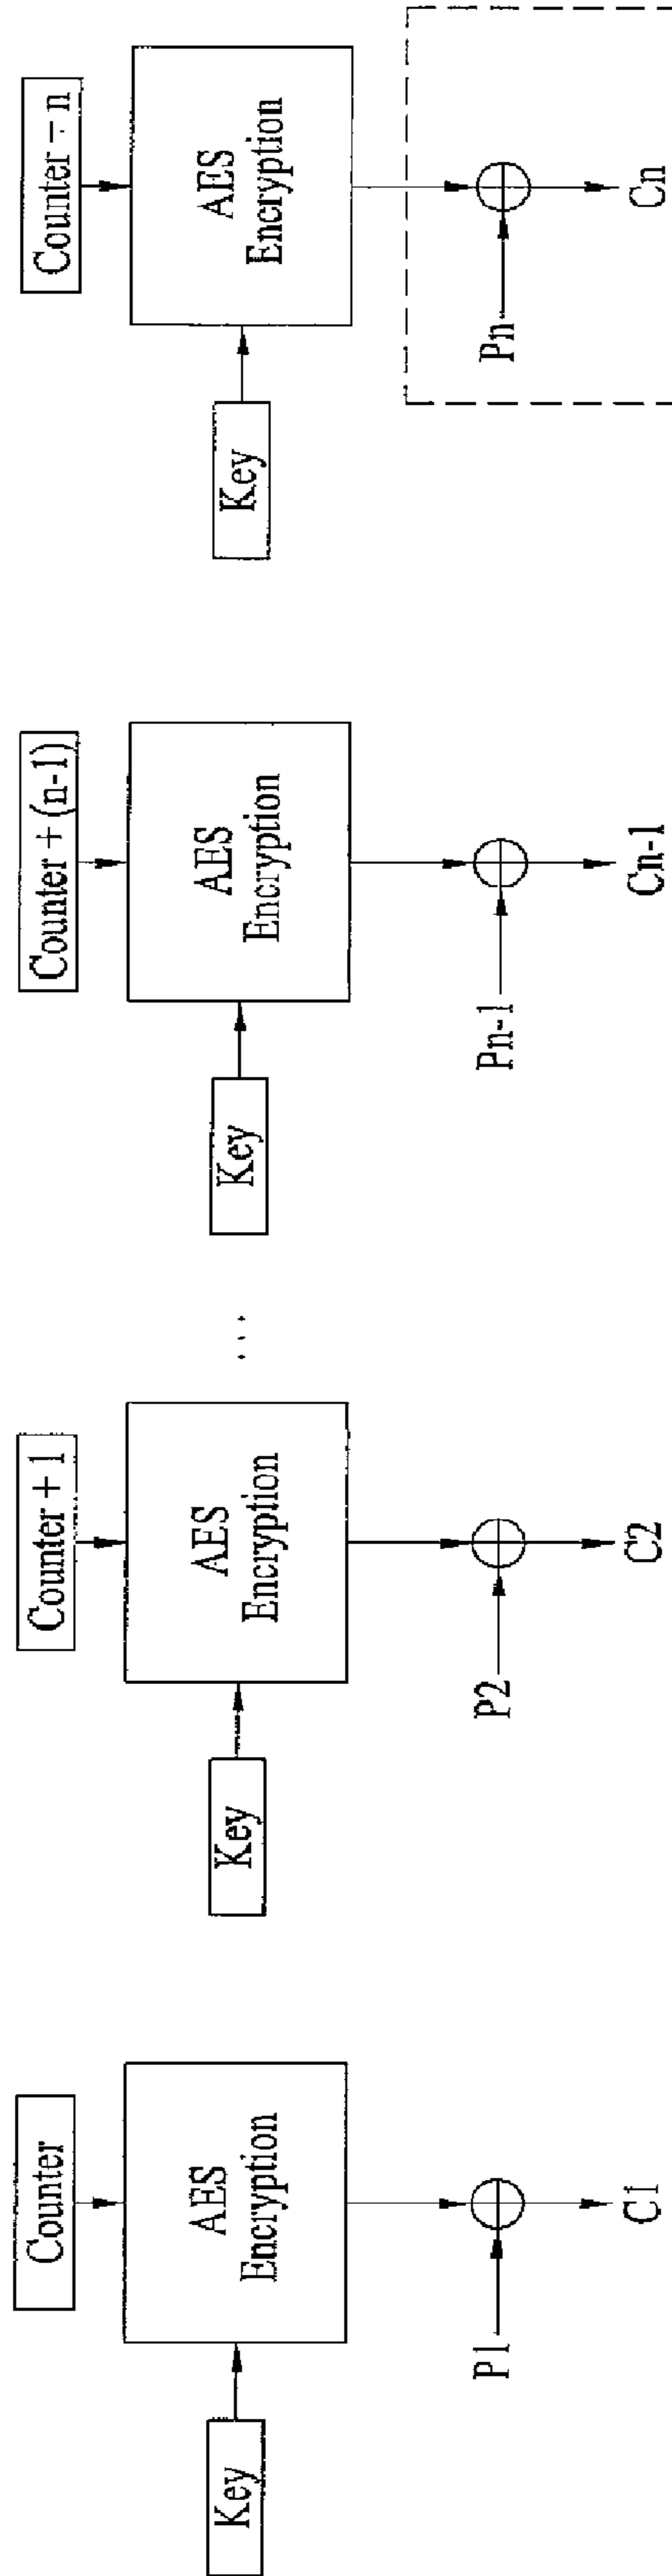 Counter
Key
AES
Encryption
P1
C1
Counter + 1
Key
AES
Encryption
P2
C2
...
Counter + (n-1)
Key
AES
Encryption
Pn-1
Cn-1
Counter - n
Key
AES
Encryption
Pn
Cn